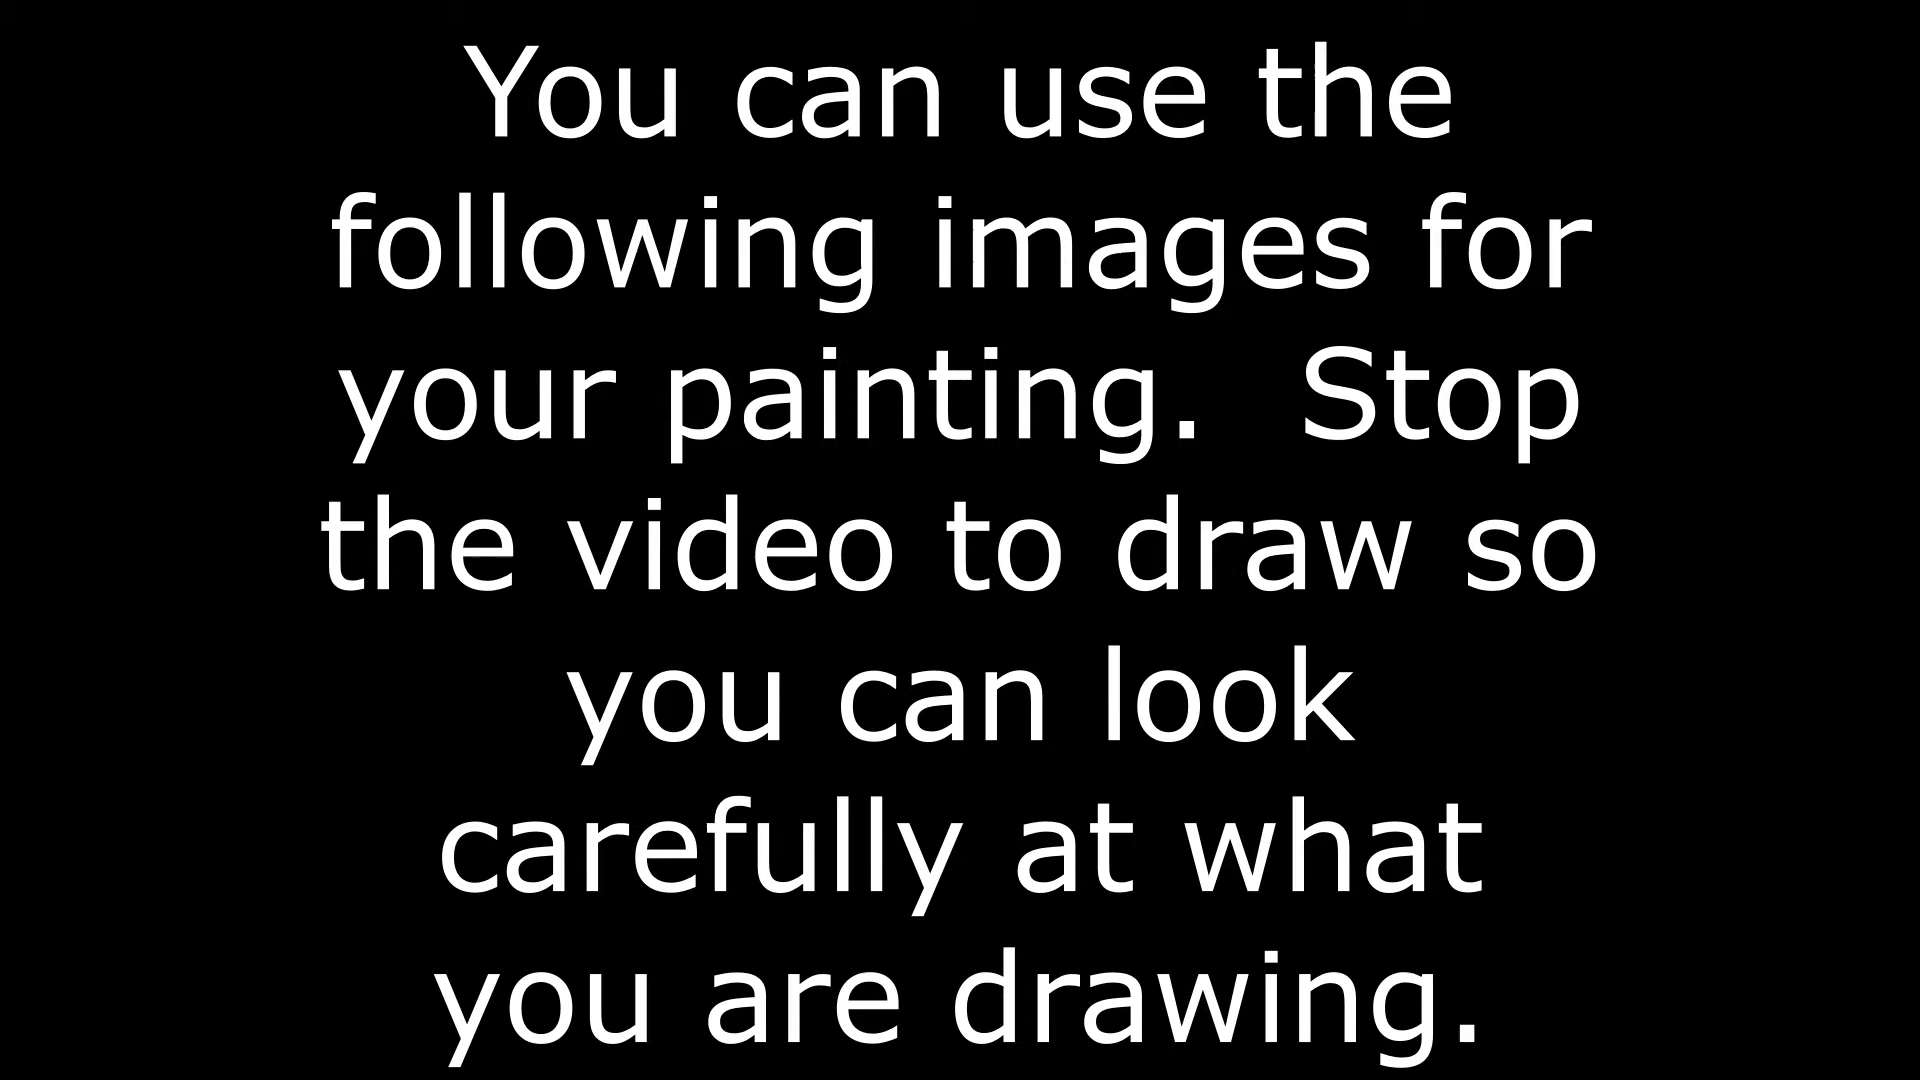 You can use the
following images for
your painting.  Stop
the video to draw so
you can look
carefully at what
you are drawing.